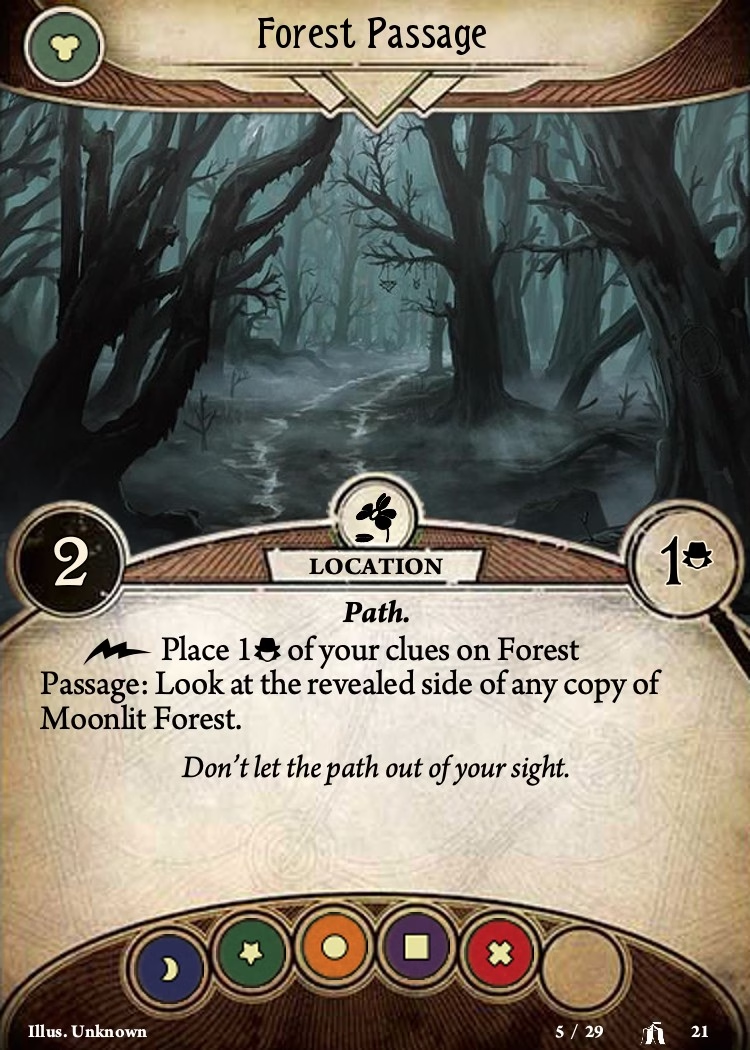 Forest Passage
2
LOCATION
1
Path.
Place 1 of your clues on Forest
Passage: Look at the revealed side of any copy of
Moonlit Forest.
Don't let the path out of your sight.
Illus. Unknown
5 / 29
21